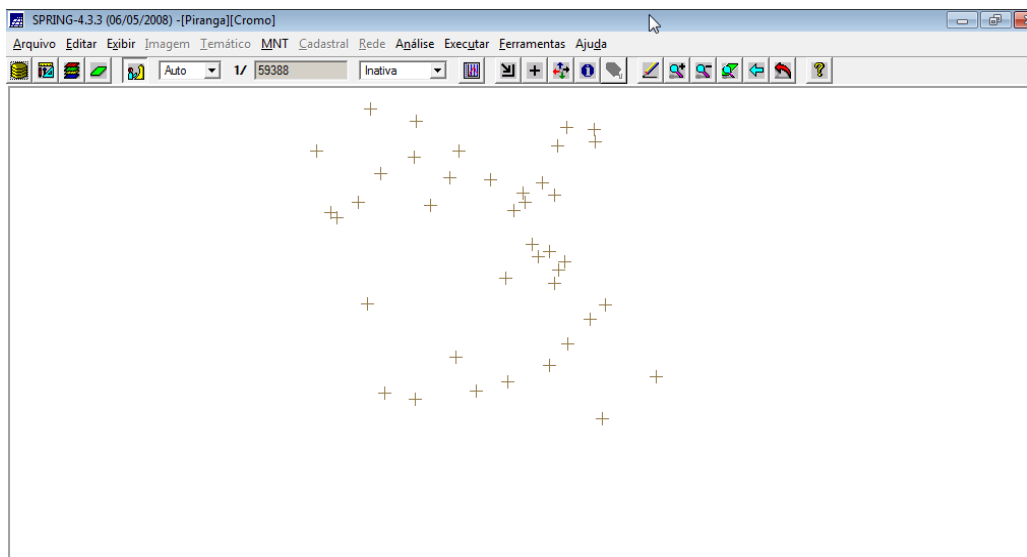 SPRING-4.3.3 (06/05/2008) -[Piranga][Cromo]
Arquivo Editar Exibir Imagem Temático MNT Cadastral Rede Análise Executar Ferramentas Ajuda
Auto 1/ 59388 Inativa